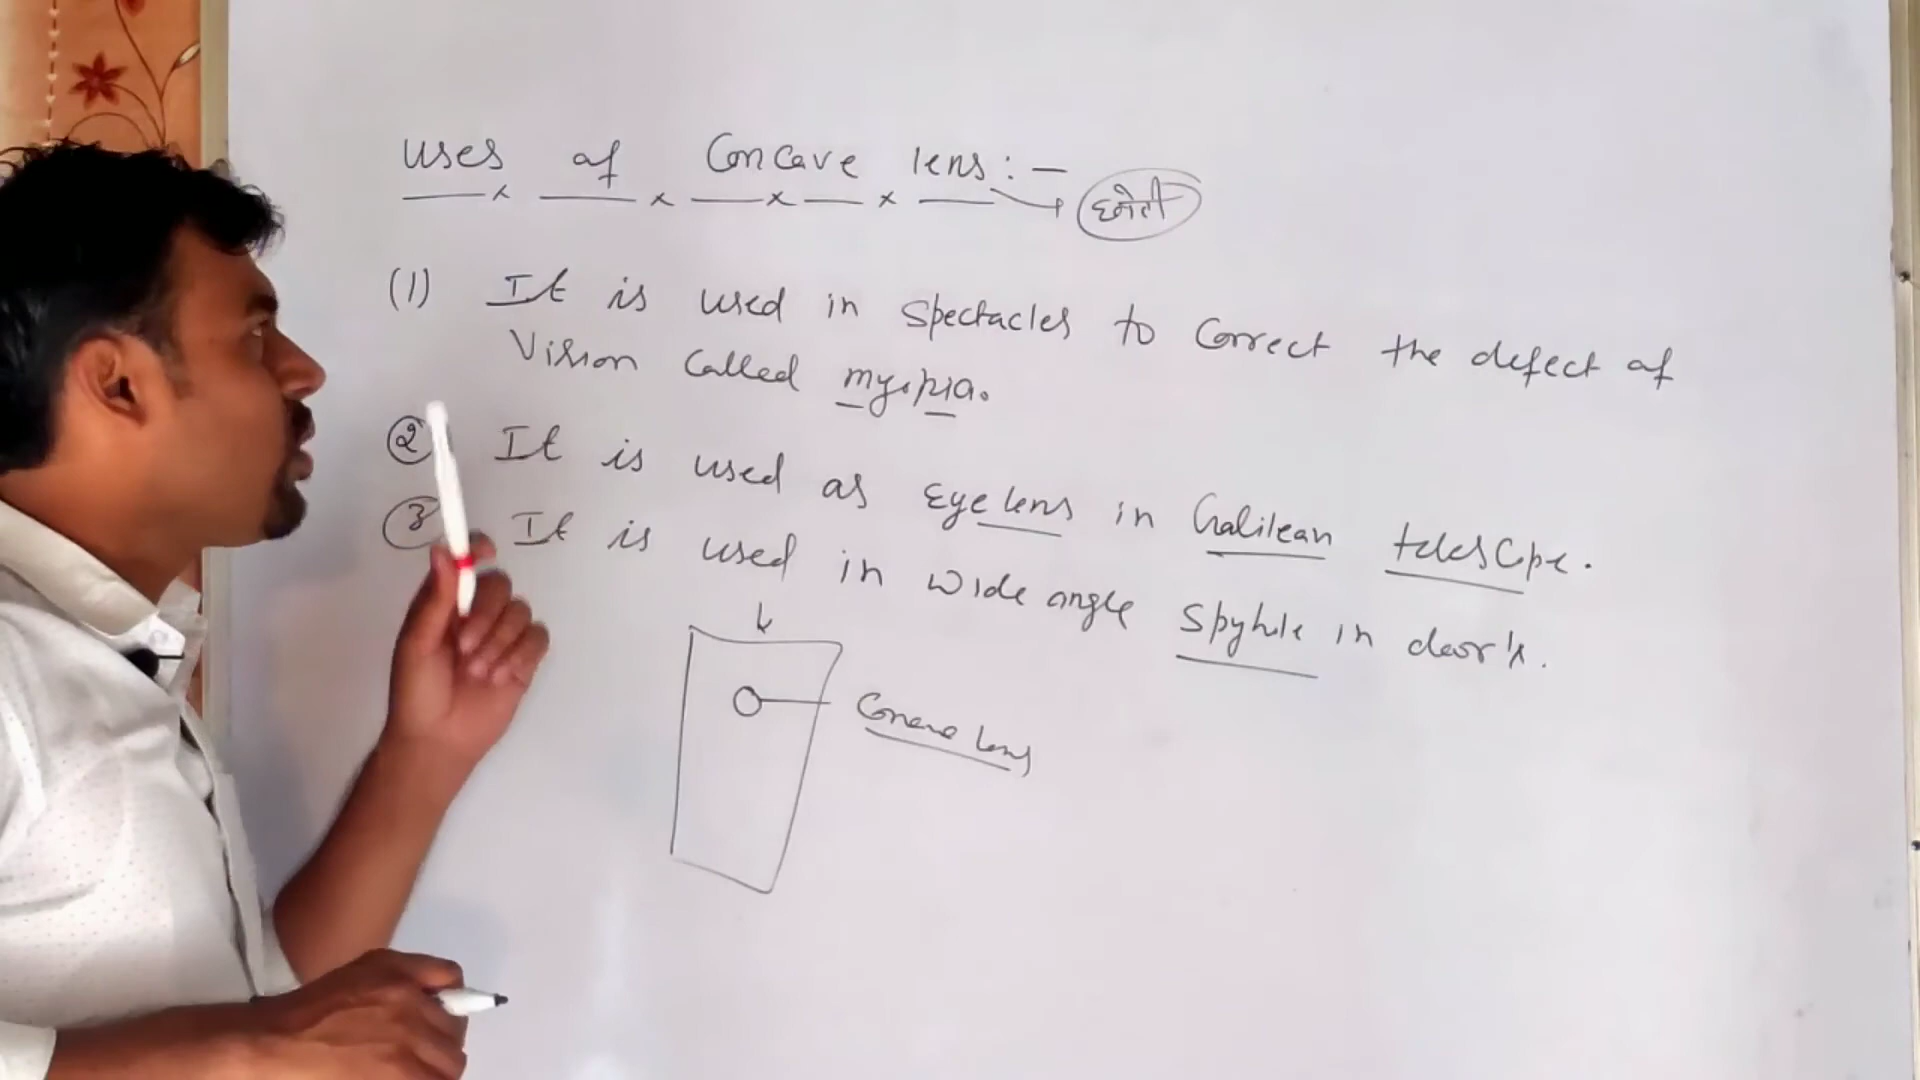 uses of Concave lens : -
(1) It is used in Spectacles to Correct the defect of
Vision Called myopia.
② It is used as Eye lens in Galilean telescope.
③ It is used in wide angle Spyhole in door's.
Concave lens